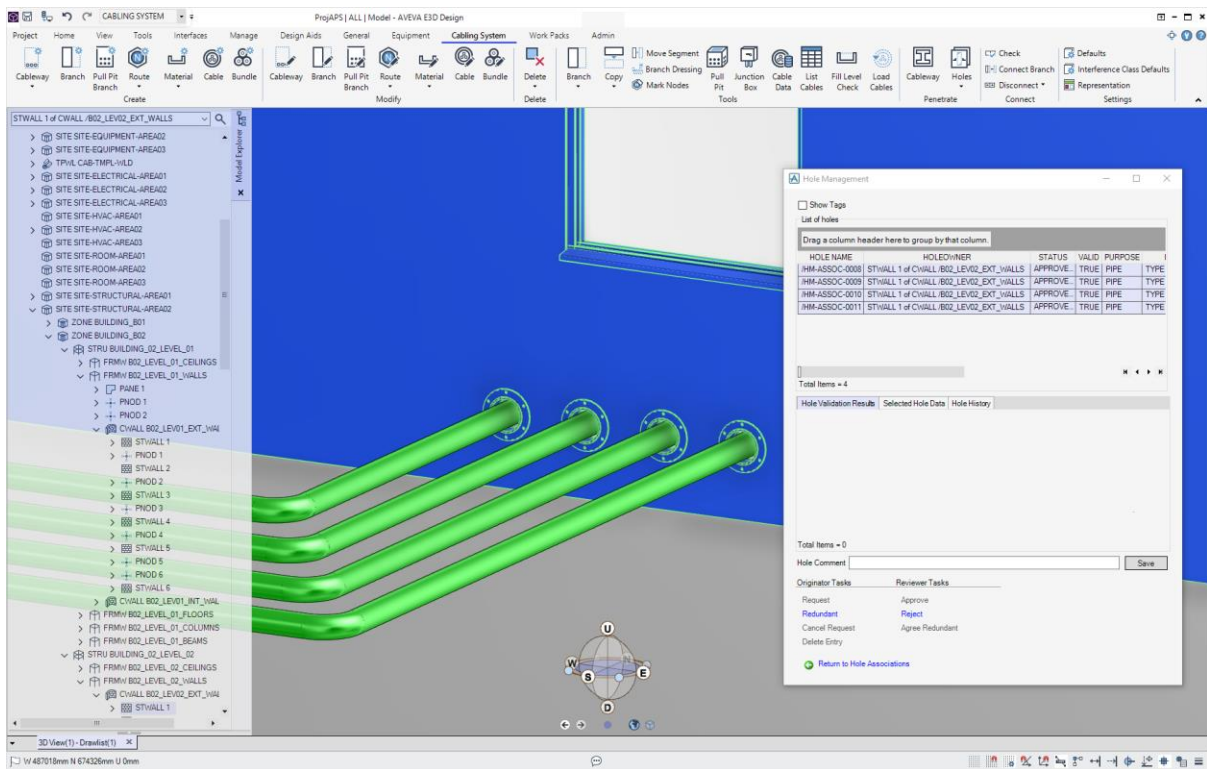 CABLING SYSTEM
ProjAPS | ALL | Model - AVEVA E3D Design
Project Home View Tools Interfaces Manage Design Aids General Equipment Cabling System Work Packs Admin
Cableway Branch Pull Pit Branch Route Material Cable Bundle
Create
Cableway Branch Pull Pit Branch Route Material Cable Bundle
Modify
Delete
Delete
Branch Copy
Move Segment
Branch Dressing
Mark Nodes
Pull Pit Junction Box Cable Data List Cables Fill Level Check Load Cables
Tools
Cableway Holes
Penetrate
Check
Connect Branch
Disconnect
Connect
Defaults
Interference Class Defaults
Representation
Settings
STWALL 1 of CWALL /B02_LEV02_EXT_WALLS
Model Explorer
SITE SITE-EQUIPMENT-AREA02
SITE SITE-EQUIPMENT-AREA03
TPWL CAB-TMPL-WLD
SITE SITE-ELECTRICAL-AREA01
SITE SITE-ELECTRICAL-AREA02
SITE SITE-ELECTRICAL-AREA03
SITE SITE-HVAC-AREA01
SITE SITE-HVAC-AREA02
SITE SITE-HVAC-AREA03
SITE SITE-ROOM-AREA01
SITE SITE-ROOM-AREA02
SITE SITE-ROOM-AREA03
SITE SITE-STRUCTURAL-AREA01
SITE SITE-STRUCTURAL-AREA02
ZONE BUILDING_B01
ZONE BUILDING_B02
STRU BUILDING_02_LEVEL_01
FRMW B02_LEVEL_01_CEILINGS
FRMW B02_LEVEL_01_WALLS
PANE 1
PNOD 1
PNOD 2
CWALL B02_LEV01_EXT_WAL
STWALL 1
PNOD 1
STWALL 2
PNOD 2
STWALL 3
PNOD 3
STWALL 4
PNOD 4
STWALL 5
PNOD 5
PNOD 6
STWALL 6
CWALL B02_LEV01_INT_WAL
FRMW B02_LEVEL_01_FLOORS
FRMW B02_LEVEL_01_COLUMNS
FRMW B02_LEVEL_01_BEAMS
STRU BUILDING_02_LEVEL_02
FRMW B02_LEVEL_02_CEILINGS
FRMW B02_LEVEL_02_WALLS
CWALL B02_LEV02_EXT_WAL
STWALL 1
U
W N E
S
D
Hole Management
Show Tags
List of holes
Drag a column header here to group by that column.
HOLE NAME HOLEOWNER STATUS VALID PURPOSE
/HM-ASSOC-0008 STWALL 1 of CWALL /B02_LEV02_EXT_WALLS APPROVE... TRUE PIPE TYPE
/HM-ASSOC-0009 STWALL 1 of CWALL /B02_LEV02_EXT_WALLS APPROVE... TRUE PIPE TYPE
/HM-ASSOC-0010 STWALL 1 of CWALL /B02_LEV02_EXT_WALLS APPROVE... TRUE PIPE TYPE
/HM-ASSOC-0011 STWALL 1 of CWALL /B02_LEV02_EXT_WALLS APPROVE... TRUE PIPE TYPE
Total Items = 4
Hole Validation Results Selected Hole Data Hole History
Total Items = 0
Hole Comment Save
Originator Tasks Reviewer Tasks
Request Approve
Redundant Reject
Cancel Request Agree Redundant
Delete Entry
Return to Hole Associations
3D View(1) - Drawlist(1)
W 487018mm N 674326mm U 0mm